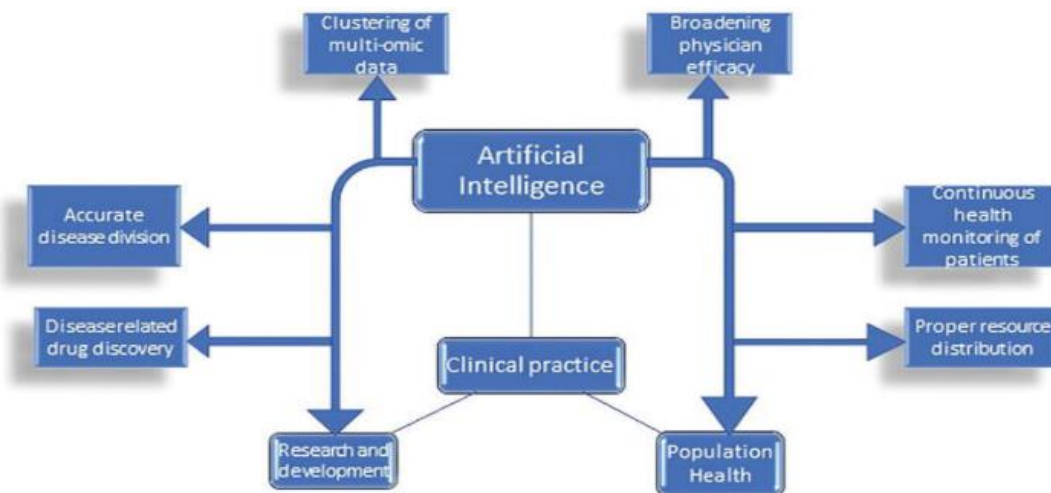 Clustering of
multi-omic
data
Broadening
physician
efficacy
Artificial
Intelligence
Accurate
disease division
Continuous
health
monitoring of
patients
Diseaserelated
drug discovery
Proper resource
distribution
Clinical practice
Research and
development
Population
Health